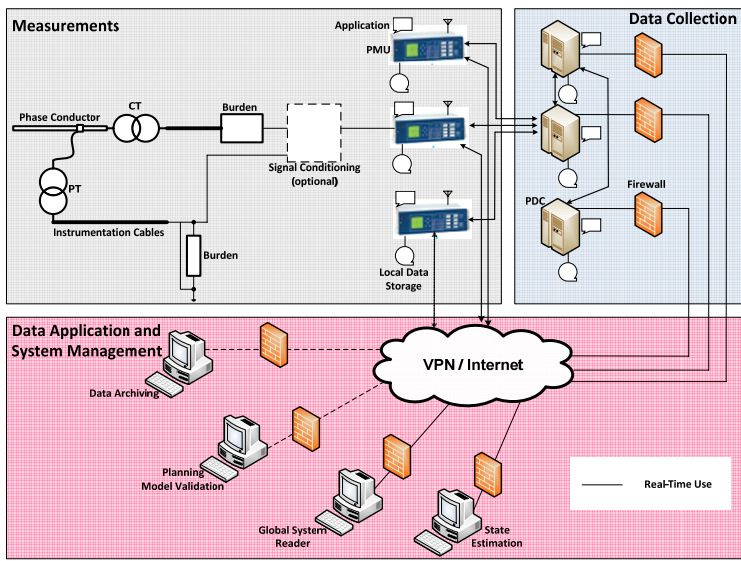 Measurements
Data Collection
Application
PMU
CT
Burden
Phase Conductor
Signal Conditioning
(optional)
PT
Instrumentation Cables
Burden
Local Data
Storage
PDC
Firewall
Data Application and
System Management
VPN / Internet
Data Archiving
Planning
Model Validation
Global System
Reader
State
Estimation
Real-Time Use